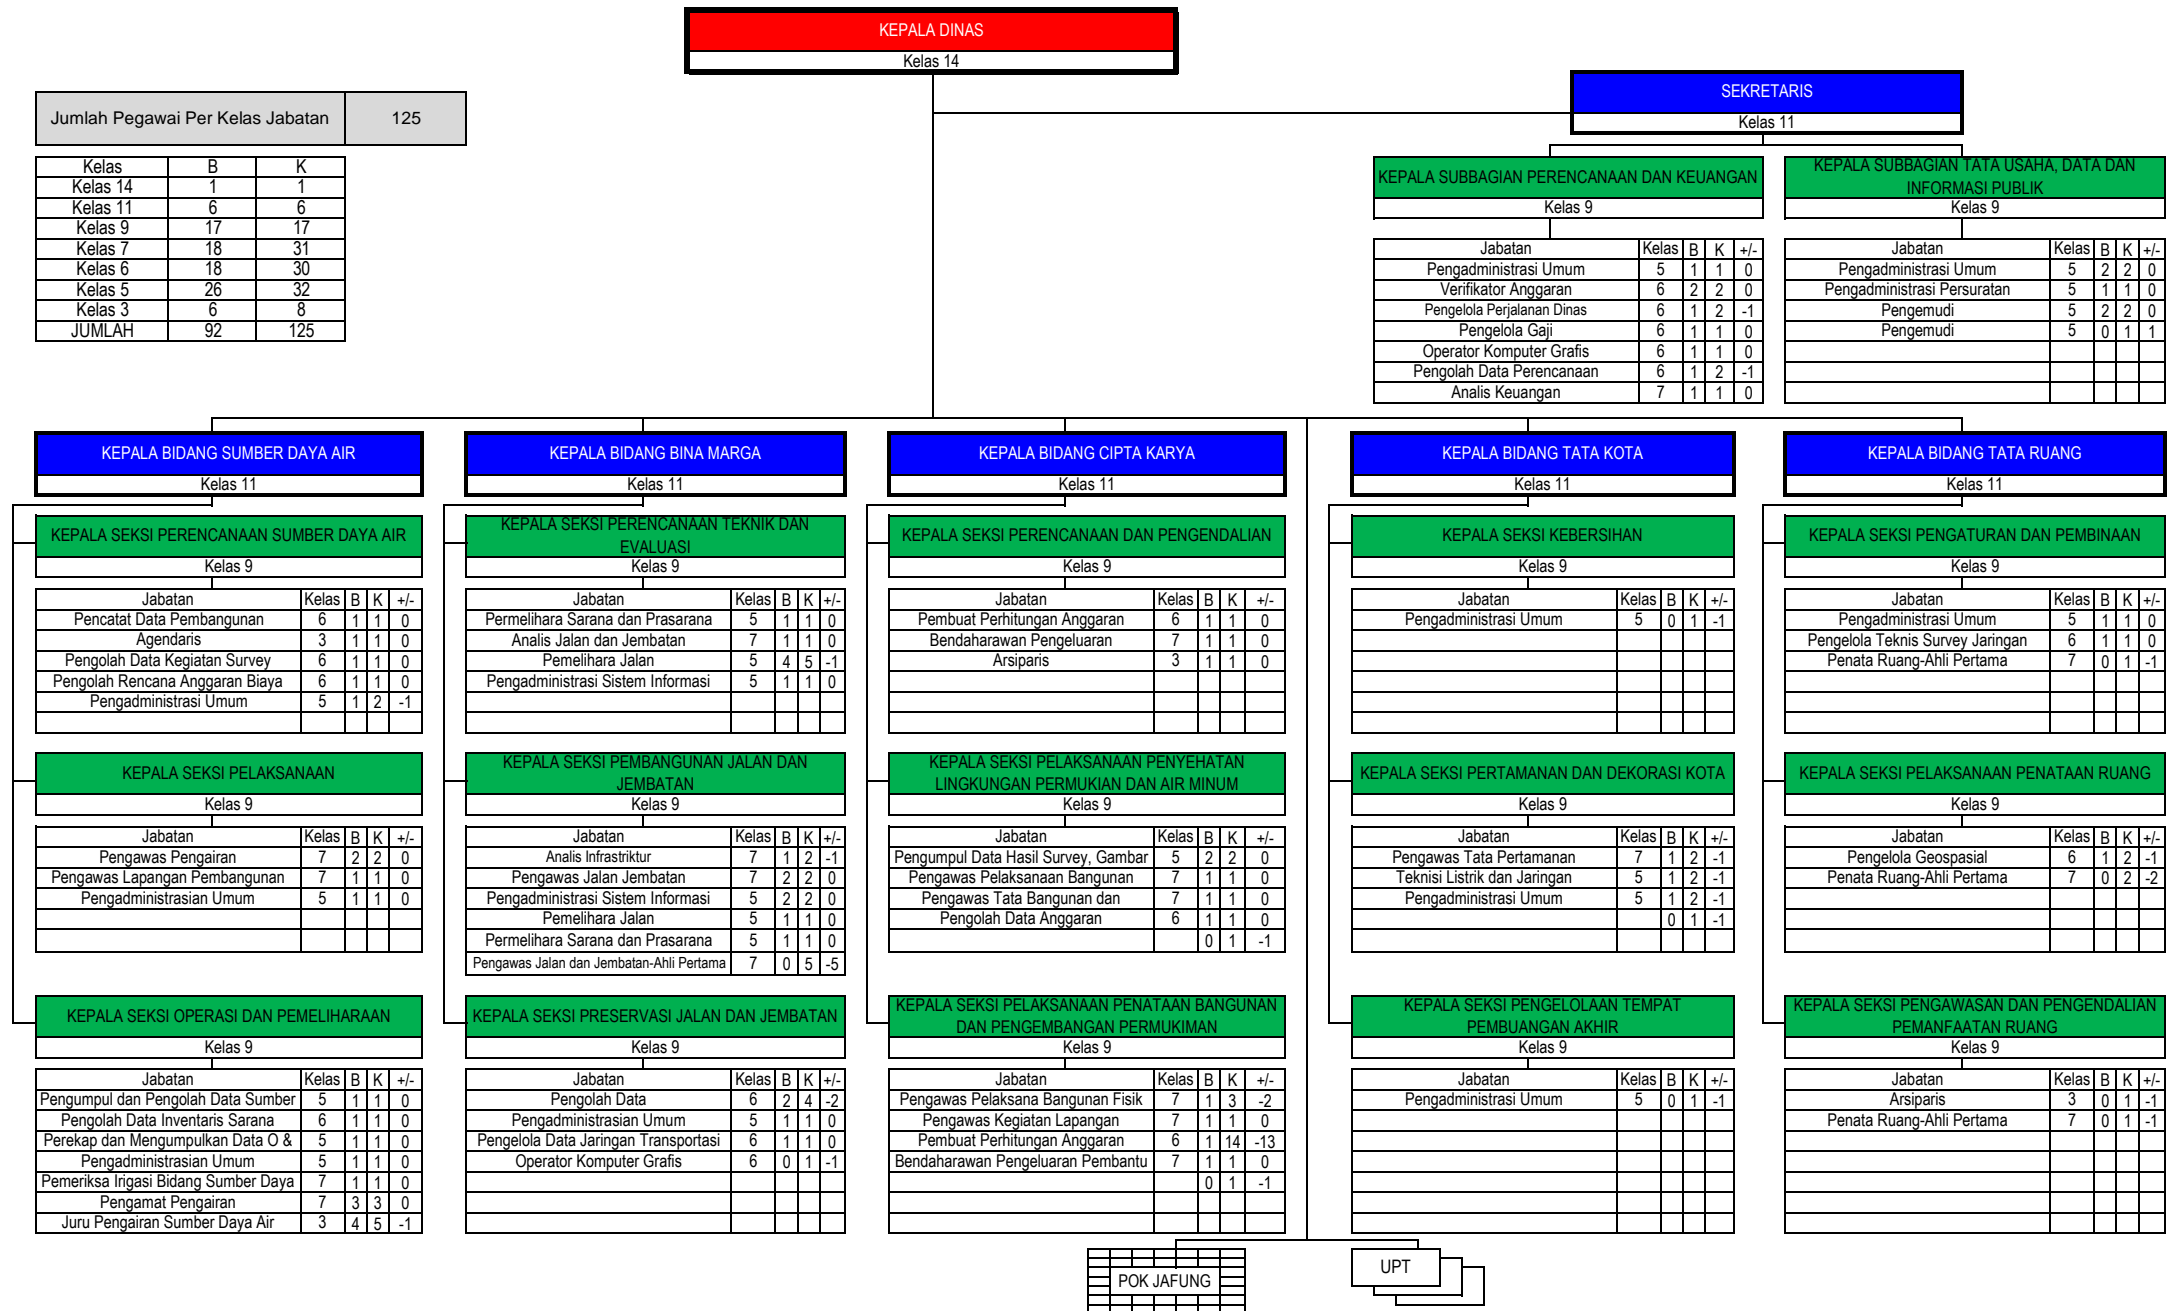 KEPALA DINAS
Kelas 14
SEKRETARIS
Kelas 11
Jumlah Pegawai Per Kelas Jabatan 125
Kelas B K
Kelas 14 1 1
Kelas 11 6 6
Kelas 9 17 17
Kelas 7 18 31
Kelas 6 18 30
Kelas 5 26 32
Kelas 3 6 8
JUMLAH 92 125
KEPALA SUBBAGIAN PERENCANAAN DAN KEUANGAN
Kelas 9
Jabatan Kelas B K +/-
Pengadministrasi Umum 5 1 1 0
Verifikator Anggaran 6 2 2 0
Pengelola Perjalanan Dinas 6 1 2 -1
Pengelola Gaji 6 1 1 0
Operator Komputer Grafis 6 1 1 0
Pengolah Data Perencanaan 6 1 2 -1
Analis Keuangan 7 1 1 0
KEPALA SUBBAGIAN TATA USAHA, DATA DAN
INFORMASI PUBLIK
Kelas 9
Jabatan Kelas B K +/-
Pengadministrasi Umum 5 2 2 0
Pengadministrasi Persuratan 5 1 1 0
Pengemudi 5 2 2 0
Pengemudi 5 0 1 1
KEPALA BIDANG SUMBER DAYA AIR
Kelas 11
KEPALA SEKSI PERENCANAAN SUMBER DAYA AIR
Kelas 9
Jabatan Kelas B K +/-
Pencatat Data Pembangunan 6 1 1 0
Agendaris 3 1 1 0
Pengolah Data Kegiatan Survey 6 1 1 0
Pengolah Rencana Anggaran Biaya 6 1 1 0
Pengadministrasi Umum 5 1 2 -1
KEPALA SEKSI PELAKSANAAN
Kelas 9
Jabatan Kelas B K +/-
Pengawas Pengairan 7 2 2 0
Pengawas Lapangan Pembangunan 7 1 1 0
Pengadministrasian Umum 5 1 1 0
KEPALA SEKSI OPERASI DAN PEMELIHARAAN
Kelas 9
Jabatan Kelas B K +/-
Pengumpul dan Pengolah Data Sumber 5 1 1 0
Pengolah Data Inventaris Sarana 6 1 1 0
Perekap dan Mengumpulkan Data O & 5 1 1 0
Pengadministrasian Umum 5 1 1 0
Pemeriksa Irigasi Bidang Sumber Daya 7 1 1 0
Pengamat Pengairan 7 3 3 0
Juru Pengairan Sumber Daya Air 3 4 5 -1
KEPALA BIDANG BINA MARGA
Kelas 11
KEPALA SEKSI PERENCANAAN TEKNIK DAN
EVALUASI
Kelas 9
Jabatan Kelas B K +/-
Permelihara Sarana dan Prasarana 5 1 1 0
Analis Jalan dan Jembatan 7 1 1 0
Pemelihara Jalan 5 4 5 -1
Pengadministrasi Sistem Informasi 5 1 1 0
KEPALA SEKSI PEMBANGUNAN JALAN DAN
JEMBATAN
Kelas 9
Jabatan Kelas B K +/-
Analis Infrastriktur 7 1 2 -1
Pengawas Jalan Jembatan 7 2 2 0
Pengadministrasi Sistem Informasi 5 2 2 0
Pemelihara Jalan 5 1 1 0
Permelihara Sarana dan Prasarana 5 1 1 0
Pengawas Jalan dan Jembatan-Ahli Pertama 7 0 5 -5
KEPALA SEKSI PRESERVASI JALAN DAN JEMBATAN
Kelas 9
Jabatan Kelas B K +/-
Pengolah Data 6 2 4 -2
Pengadministrasian Umum 5 1 1 0
Pengelola Data Jaringan Transportasi 6 1 1 0
Operator Komputer Grafis 6 0 1 -1
KEPALA BIDANG CIPTA KARYA
Kelas 11
KEPALA SEKSI PERENCANAAN DAN PENGENDALIAN
Kelas 9
Jabatan Kelas B K +/-
Pembuat Perhitungan Anggaran 6 1 1 0
Bendaharawan Pengeluaran 7 1 1 0
Arsiparis 3 1 1 0
KEPALA SEKSI PELAKSANAAN PENYEHATAN
LINGKUNGAN PERMUKIAN DAN AIR MINUM
Kelas 9
Jabatan Kelas B K +/-
Pengumpul Data Hasil Survey, Gambar 5 2 2 0
Pengawas Pelaksanaan Bangunan 7 1 1 0
Pengawas Tata Bangunan dan 7 1 1 0
Pengolah Data Anggaran 6 1 1 0
0 1 -1
KEPALA SEKSI PELAKSANAAN PENATAAN BANGUNAN
DAN PENGEMBANGAN PERMUKIMAN
Kelas 9
Jabatan Kelas B K +/-
Pengawas Pelaksana Bangunan Fisik 7 1 3 -2
Pengawas Kegiatan Lapangan 7 1 1 0
Pembuat Perhitungan Anggaran 6 1 14 -13
Bendaharawan Pengeluaran Pembantu 7 1 1 0
0 1 -1
KEPALA BIDANG TATA KOTA
Kelas 11
KEPALA SEKSI KEBERSIHAN
Kelas 9
Jabatan Kelas B K +/-
Pengadministrasi Umum 5 0 1 -1
KEPALA SEKSI PERTAMANAN DAN DEKORASI KOTA
Kelas 9
Jabatan Kelas B K +/-
Pengawas Tata Pertamanan 7 1 2 -1
Teknisi Listrik dan Jaringan 5 1 2 -1
Pengadministrasi Umum 5 1 2 -1
0 1 -1
KEPALA SEKSI PENGELOLAAN TEMPAT
PEMBUANGAN AKHIR
Kelas 9
Jabatan Kelas B K +/-
Pengadministrasi Umum 5 0 1 -1
KEPALA BIDANG TATA RUANG
Kelas 11
KEPALA SEKSI PENGATURAN DAN PEMBINAAN
Kelas 9
Jabatan Kelas B K +/-
Pengadministrasi Umum 5 1 1 0
Pengelola Teknis Survey Jaringan 6 1 1 0
Penata Ruang-Ahli Pertama 7 0 1 -1
KEPALA SEKSI PELAKSANAAN PENATAAN RUANG
Kelas 9
Jabatan Kelas B K +/-
Pengelola Geospasial 6 1 2 -1
Penata Ruang-Ahli Pertama 7 0 2 -2
KEPALA SEKSI PENGAWASAN DAN PENGENDALIAN
PEMANFAATAN RUANG
Kelas 9
Jabatan Kelas B K +/-
Arsiparis 3 0 1 -1
Penata Ruang-Ahli Pertama 7 0 1 -1
POK JAFUNG
UPT